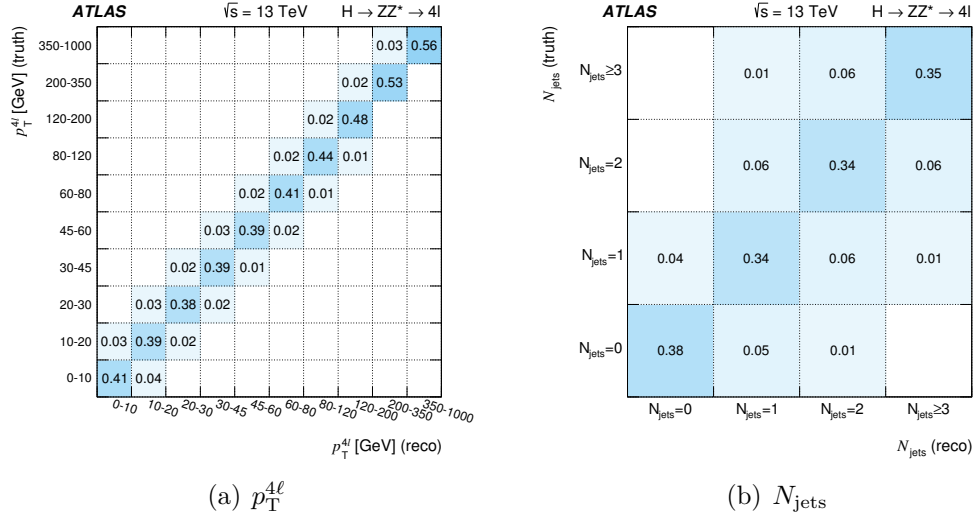 ATLAS √s = 13 TeV H → ZZ* → 4l
p_T^{4l} [GeV] (truth)
350-1000 0.03 0.56
200-350 0.02 0.53
120-200 0.02 0.48
80-120 0.02 0.44 0.01
60-80 0.02 0.41 0.01
45-60 0.03 0.39 0.02
30-45 0.02 0.39 0.01
20-30 0.03 0.38 0.02
10-20 0.03 0.39 0.02
0-10 0.41 0.04
0-10 10-20 20-30 30-45 45-60 60-80 80-120 120-200 200-350 350-1000
p_T^{4l} [GeV] (reco)
(a) p_T^{4ℓ}
ATLAS √s = 13 TeV H → ZZ* → 4l
N_jets (truth)
N_jets≥3 0.01 0.06 0.35
N_jets=2 0.06 0.34 0.06
N_jets=1 0.04 0.34 0.06 0.01
N_jets=0 0.38 0.05 0.01
N_jets=0 N_jets=1 N_jets=2 N_jets≥3
N_jets (reco)
(b) N_jets